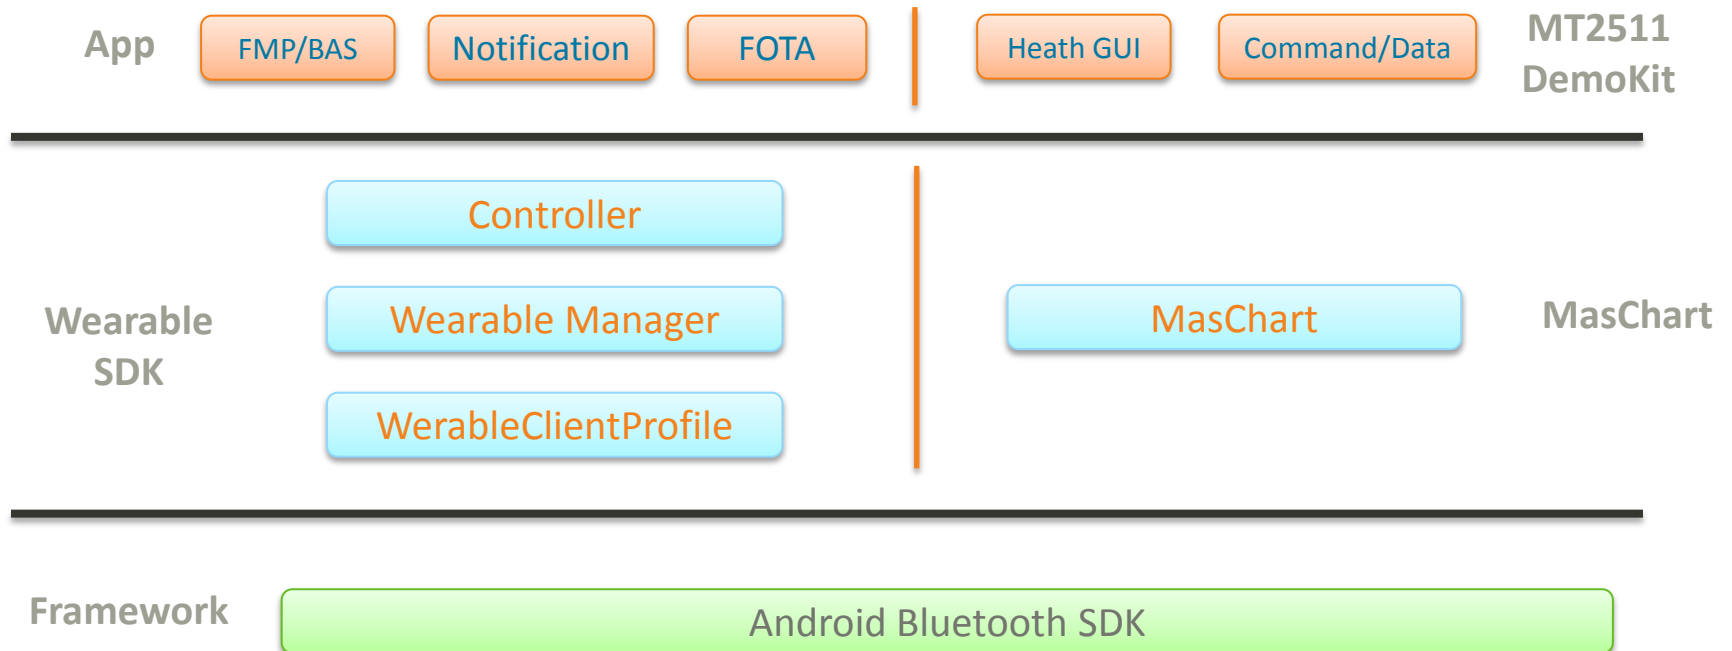 App
FMP/BAS
Notification
FOTA
Heath GUI
Command/Data
MT2511
DemoKit
Controller
Wearable
SDK
Wearable Manager
WerableClientProfile
MasChart
MasChart
Framework
Android Bluetooth SDK